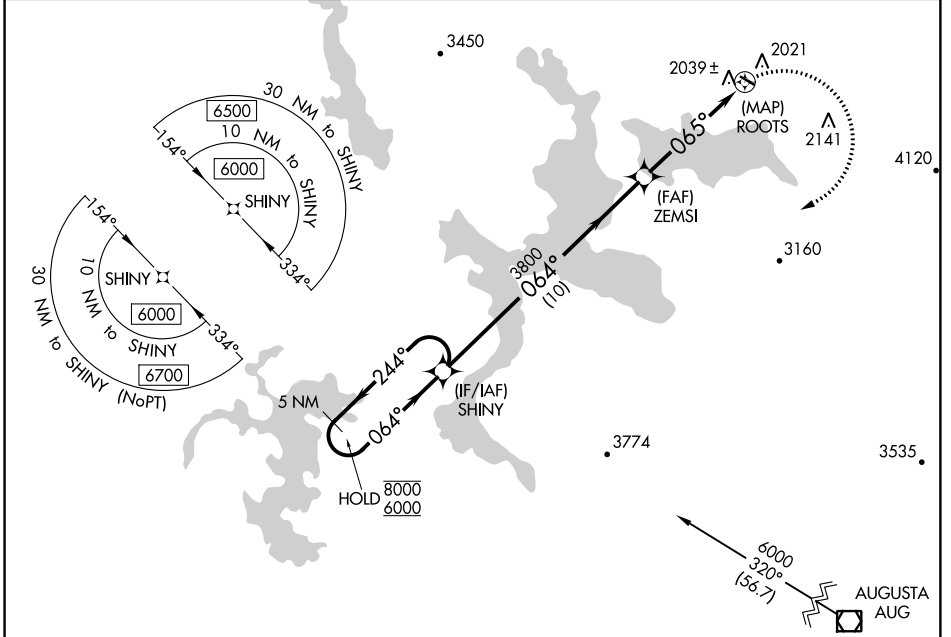 3450
2039 ±
2021
(MAP)
ROOTS
2141
4120
065°
(FAF)
ZEMSI
3160
30 NM to SHINY
6500
10 NM to SHINY
6000
154°
SHINY
334°
154°
SHINY
334°
10 NM to SHINY
6000
30 NM to SHINY (NoPT)
6700
3800
064°
(10)
244°
(IF/IAF)
SHINY
5 NM
064°
HOLD 8000
6000
3774
3535
6000
320°
(56.7)
AUGUSTA
AUG